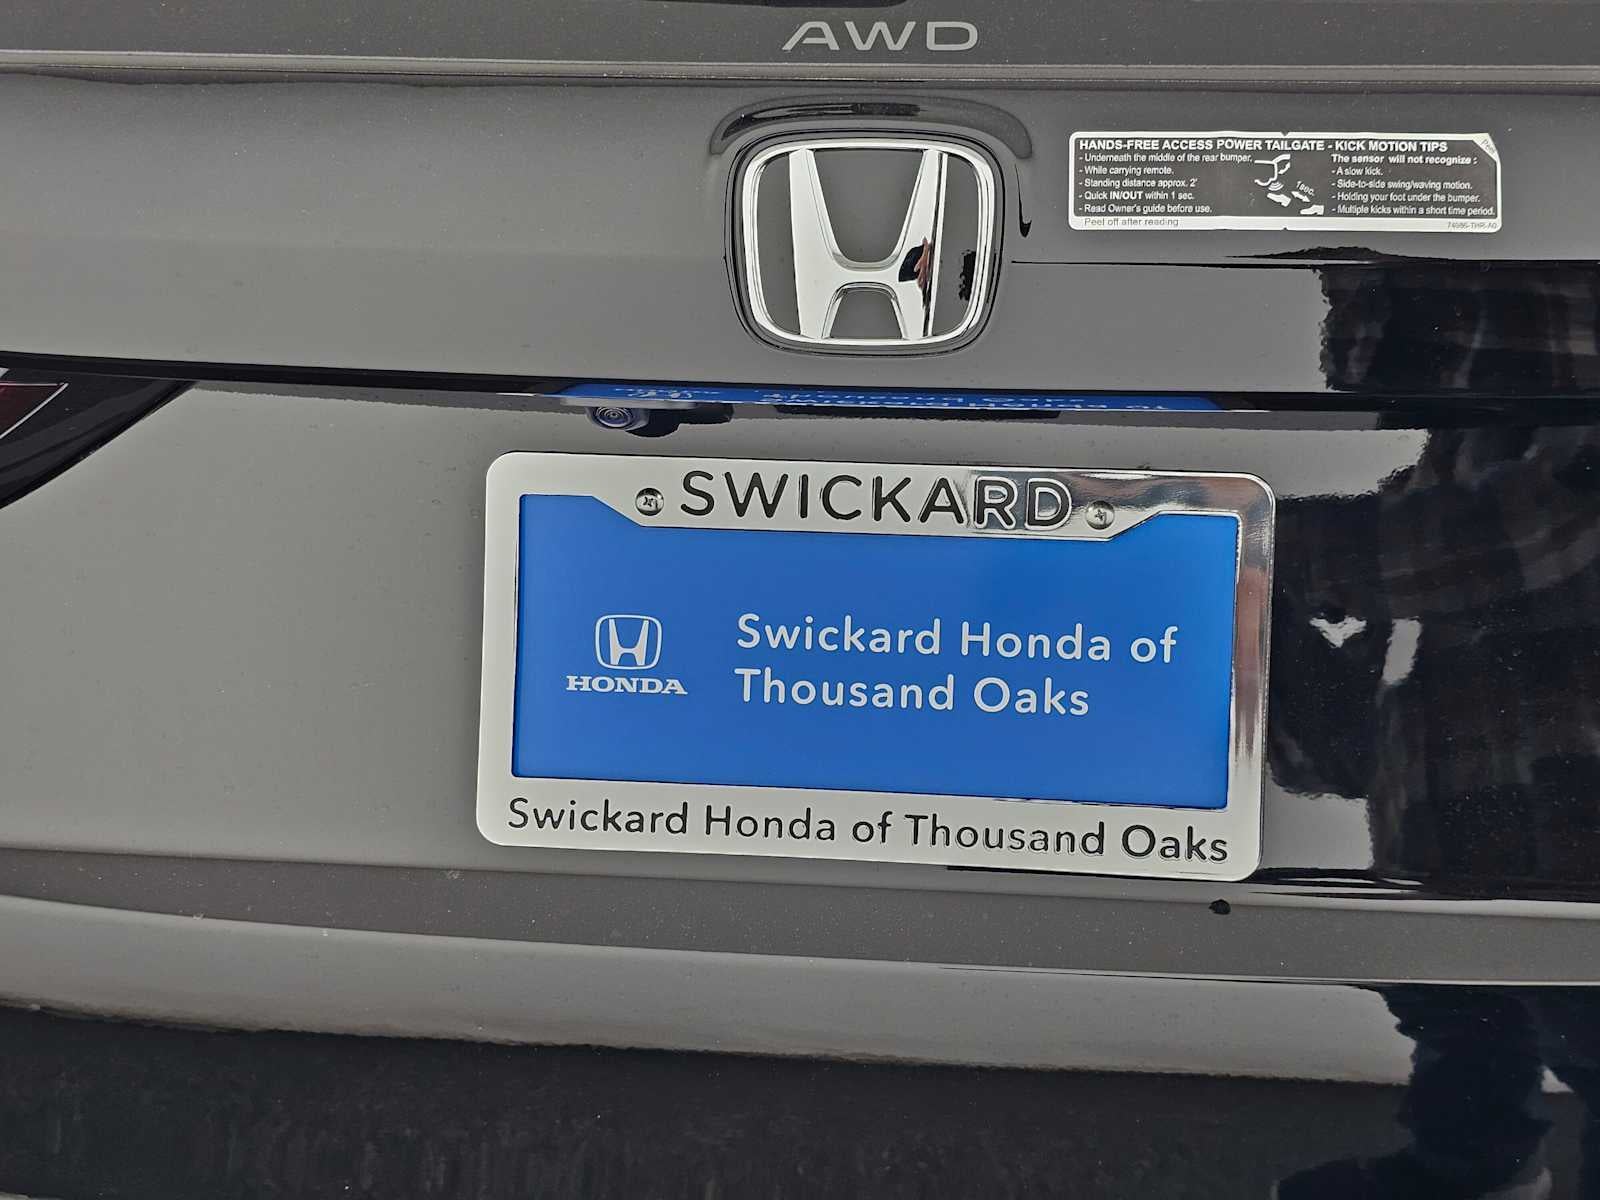 AWD
HANDS-FREE ACCESS POWER TAILGATE - KICK MOTION TIPS
- Underneath the middle of the rear bumper.
- While carrying remote.
- Standing distance approx. 2'
- Quick IN/OUT within 1 sec.
- Read Owner's guide before use.
Peel off after reading
1sec.
The sensor will not recognize :
- A slow kick.
- Side-to-side swing/waving motion.
- Holding your foot under the bumper.
- Multiple kicks within a short time period.
Peel
SWICKARD
HONDA
Swickard Honda of
Thousand Oaks
Swickard Honda of Thousand Oaks